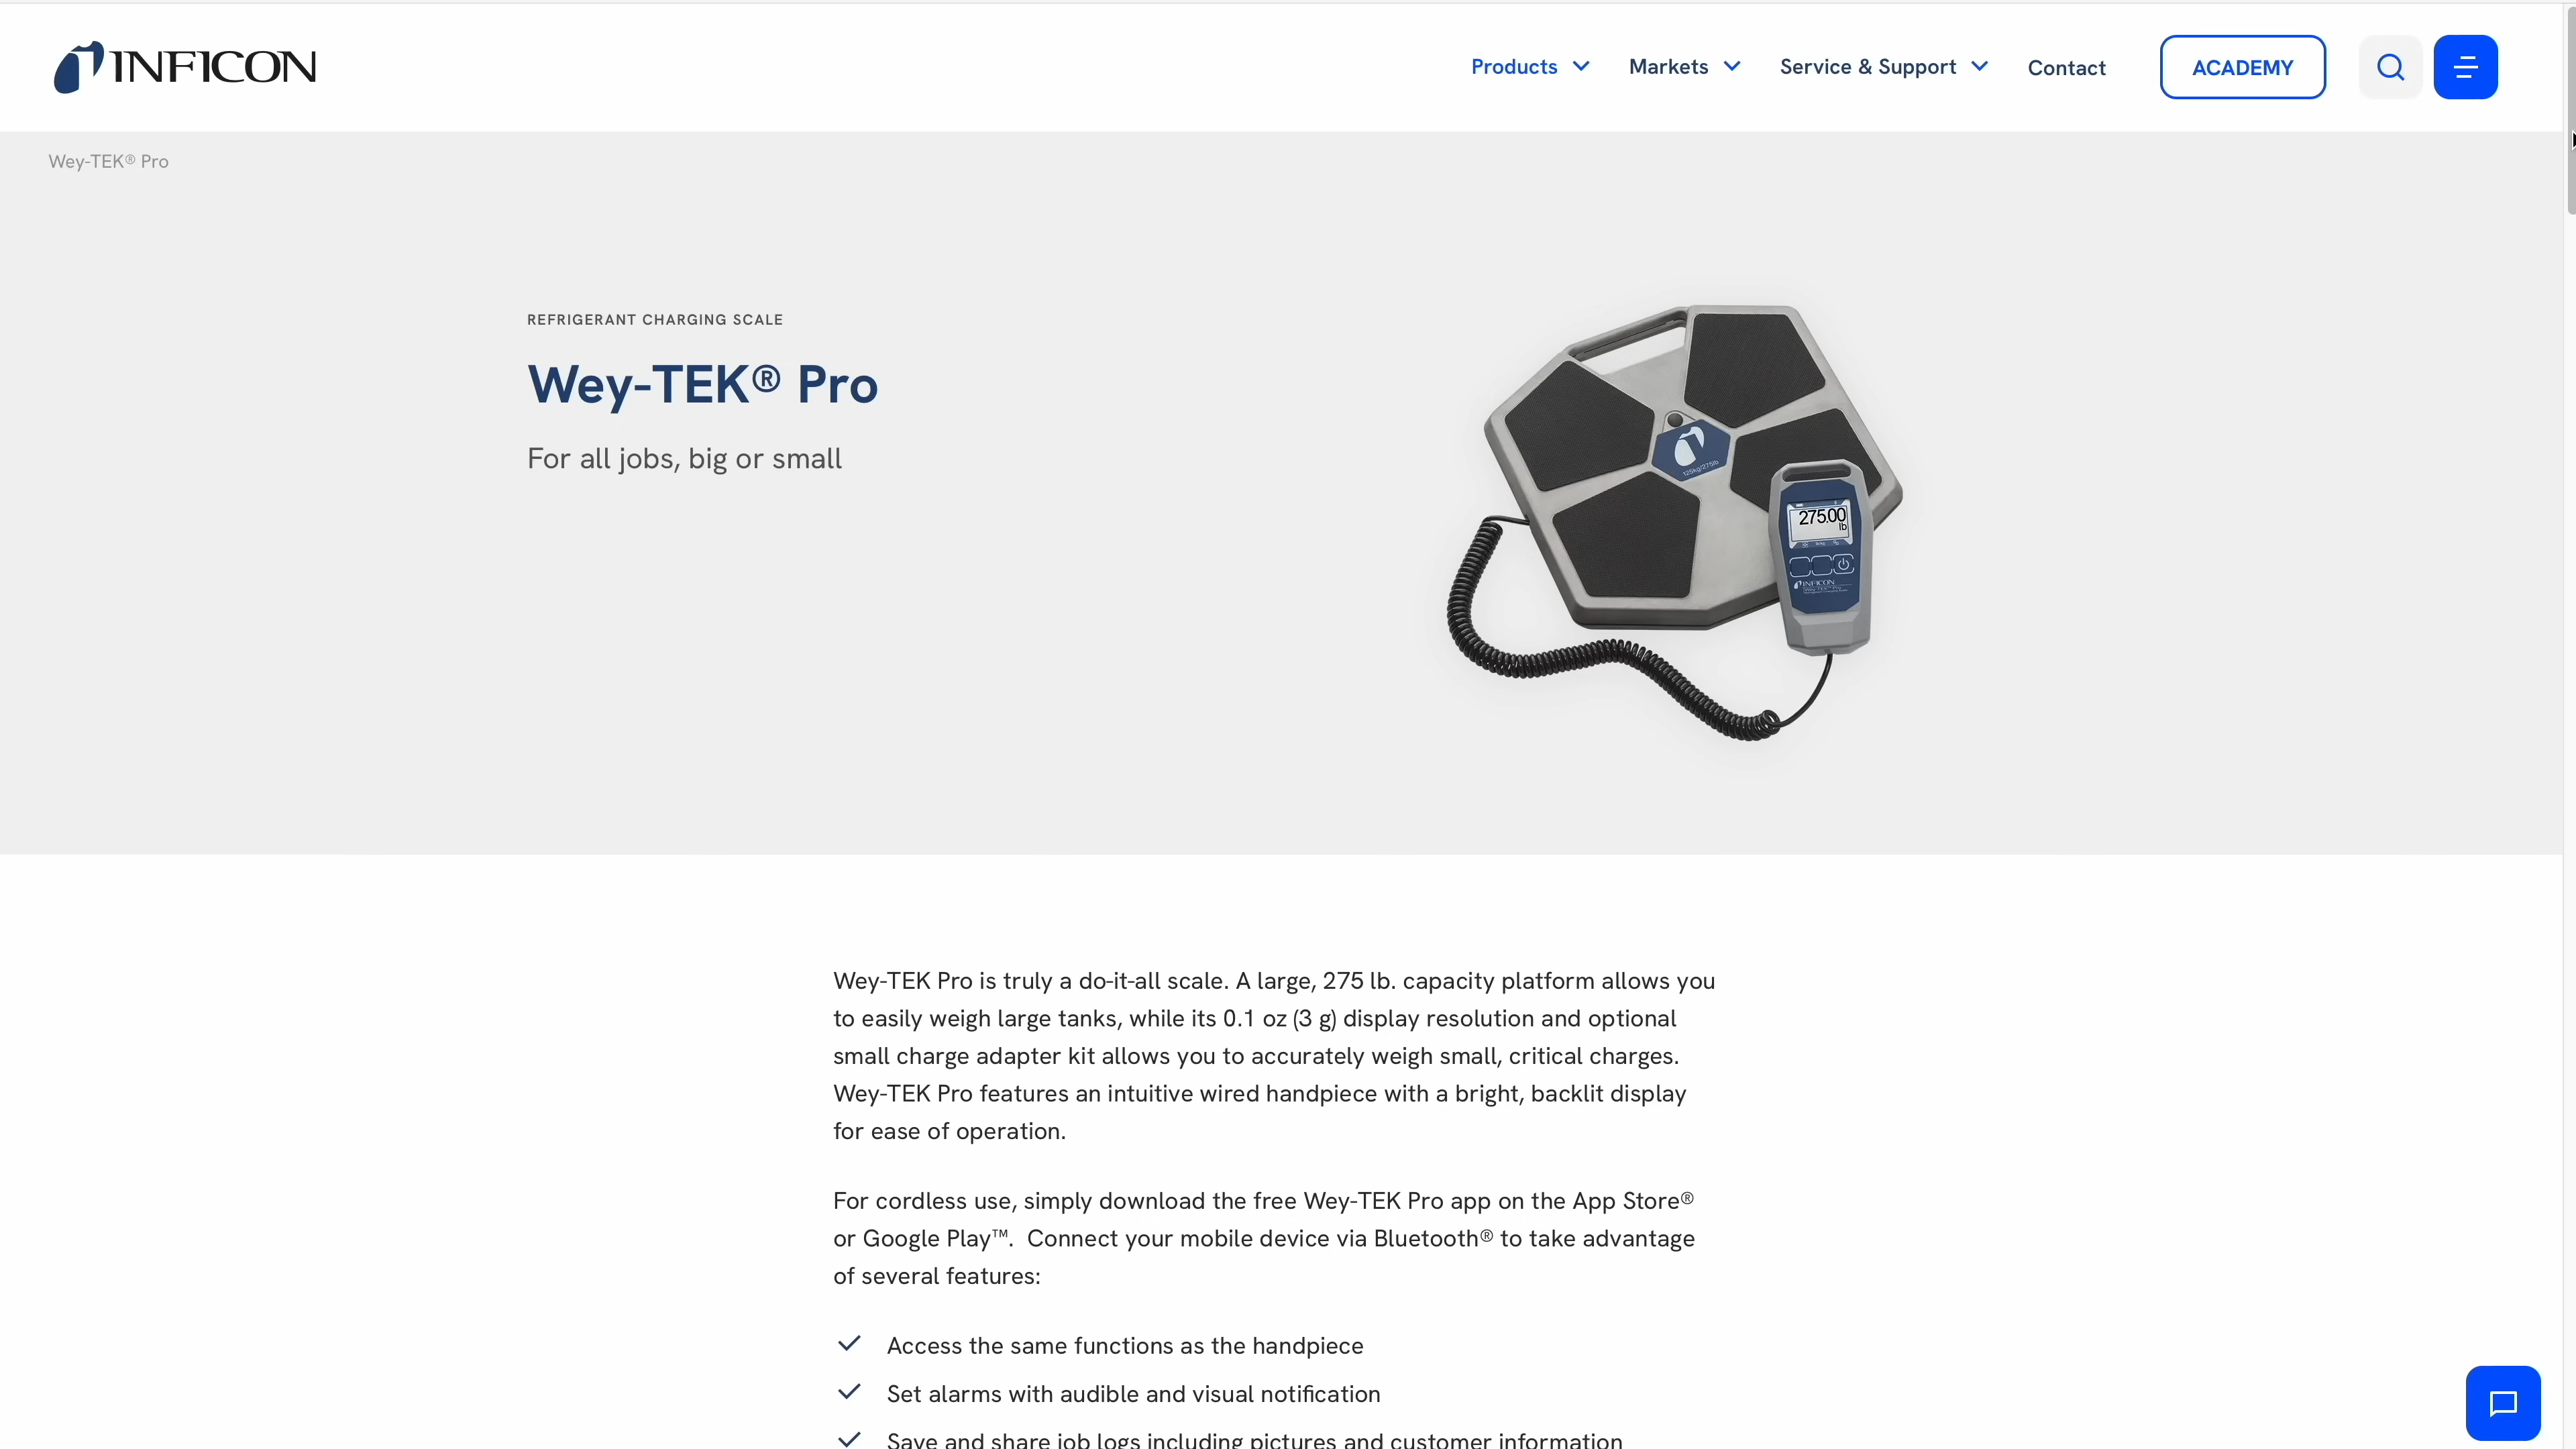 INFICON
Products
Markets
Service & Support
Contact
ACADEMY
Wey-TEK® Pro
REFRIGERANT CHARGING SCALE
Wey-TEK® Pro
For all jobs, big or small
125kg/275lb
275.00
lb
INFICON
Wey-TEK Pro is truly a do-it-all scale. A large, 275 lb. capacity platform allows you
to easily weigh large tanks, while its 0.1 oz (3 g) display resolution and optional
small charge adapter kit allows you to accurately weigh small, critical charges.
Wey-TEK Pro features an intuitive wired handpiece with a bright, backlit display
for ease of operation.
For cordless use, simply download the free Wey-TEK Pro app on the App Store®
or Google Play™. Connect your mobile device via Bluetooth® to take advantage
of several features:
Access the same functions as the handpiece
Set alarms with audible and visual notification
Save and share job logs including pictures and customer information